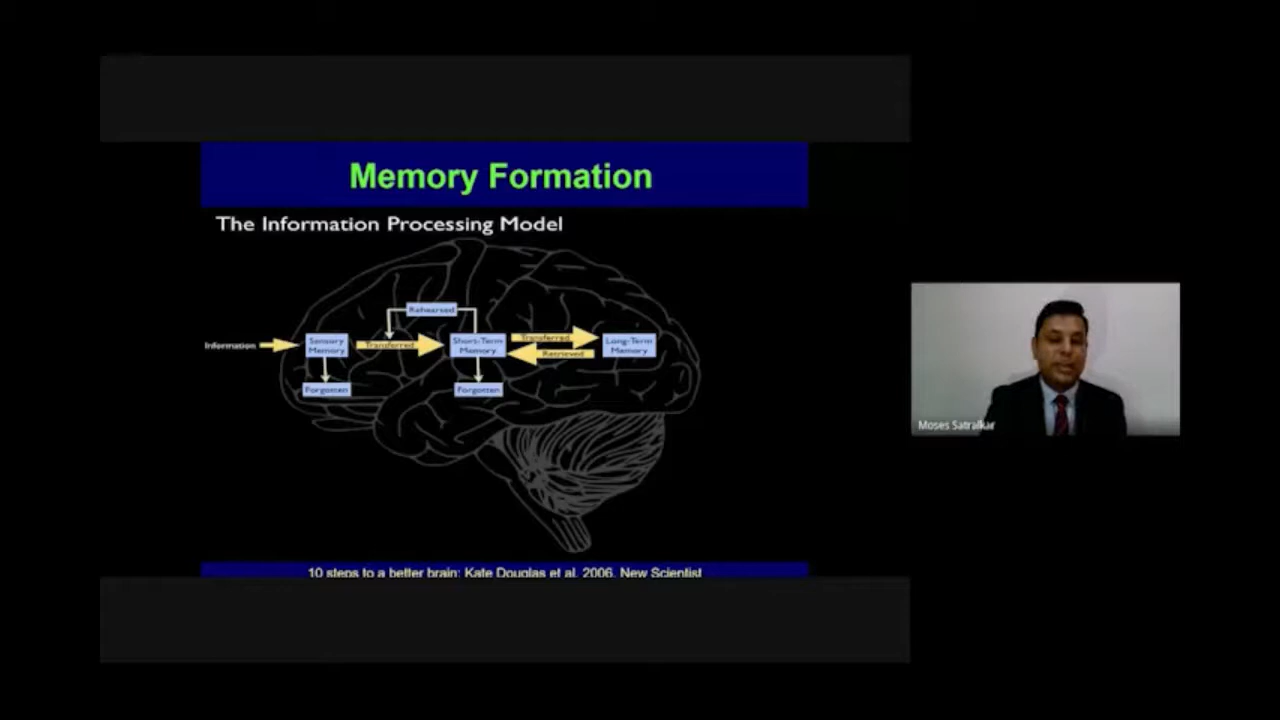 Memory Formation
The Information Processing Model
Rehearsed
Information
Sensory
Memory
Transferred
Short-Term
Memory
Transferred
Retrieved
Long-Term
Memory
Forgotten
Forgotten
10 steps to a better brain: Kate Douglas et al. 2006. New Scientist
Moses Satralkar